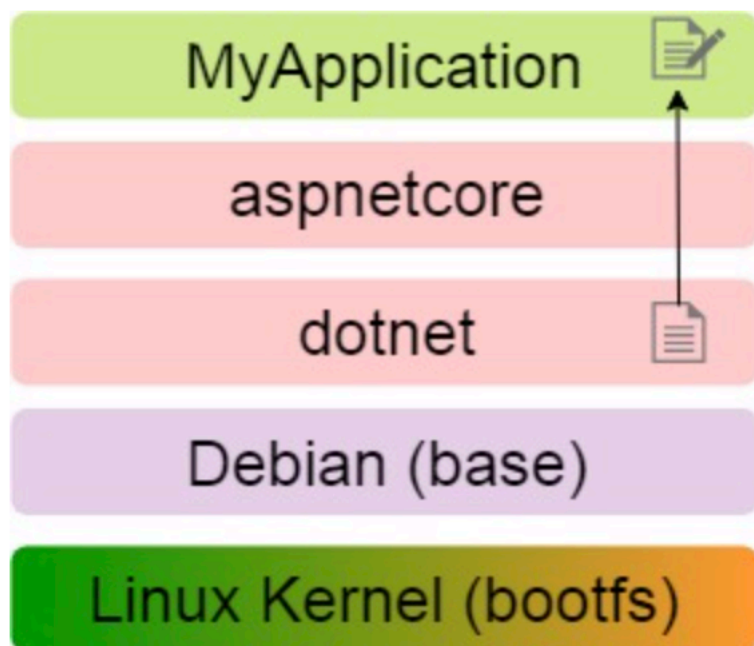 MyApplication
aspnetcore
dotnet
Debian (base)
Linux Kernel (bootfs)